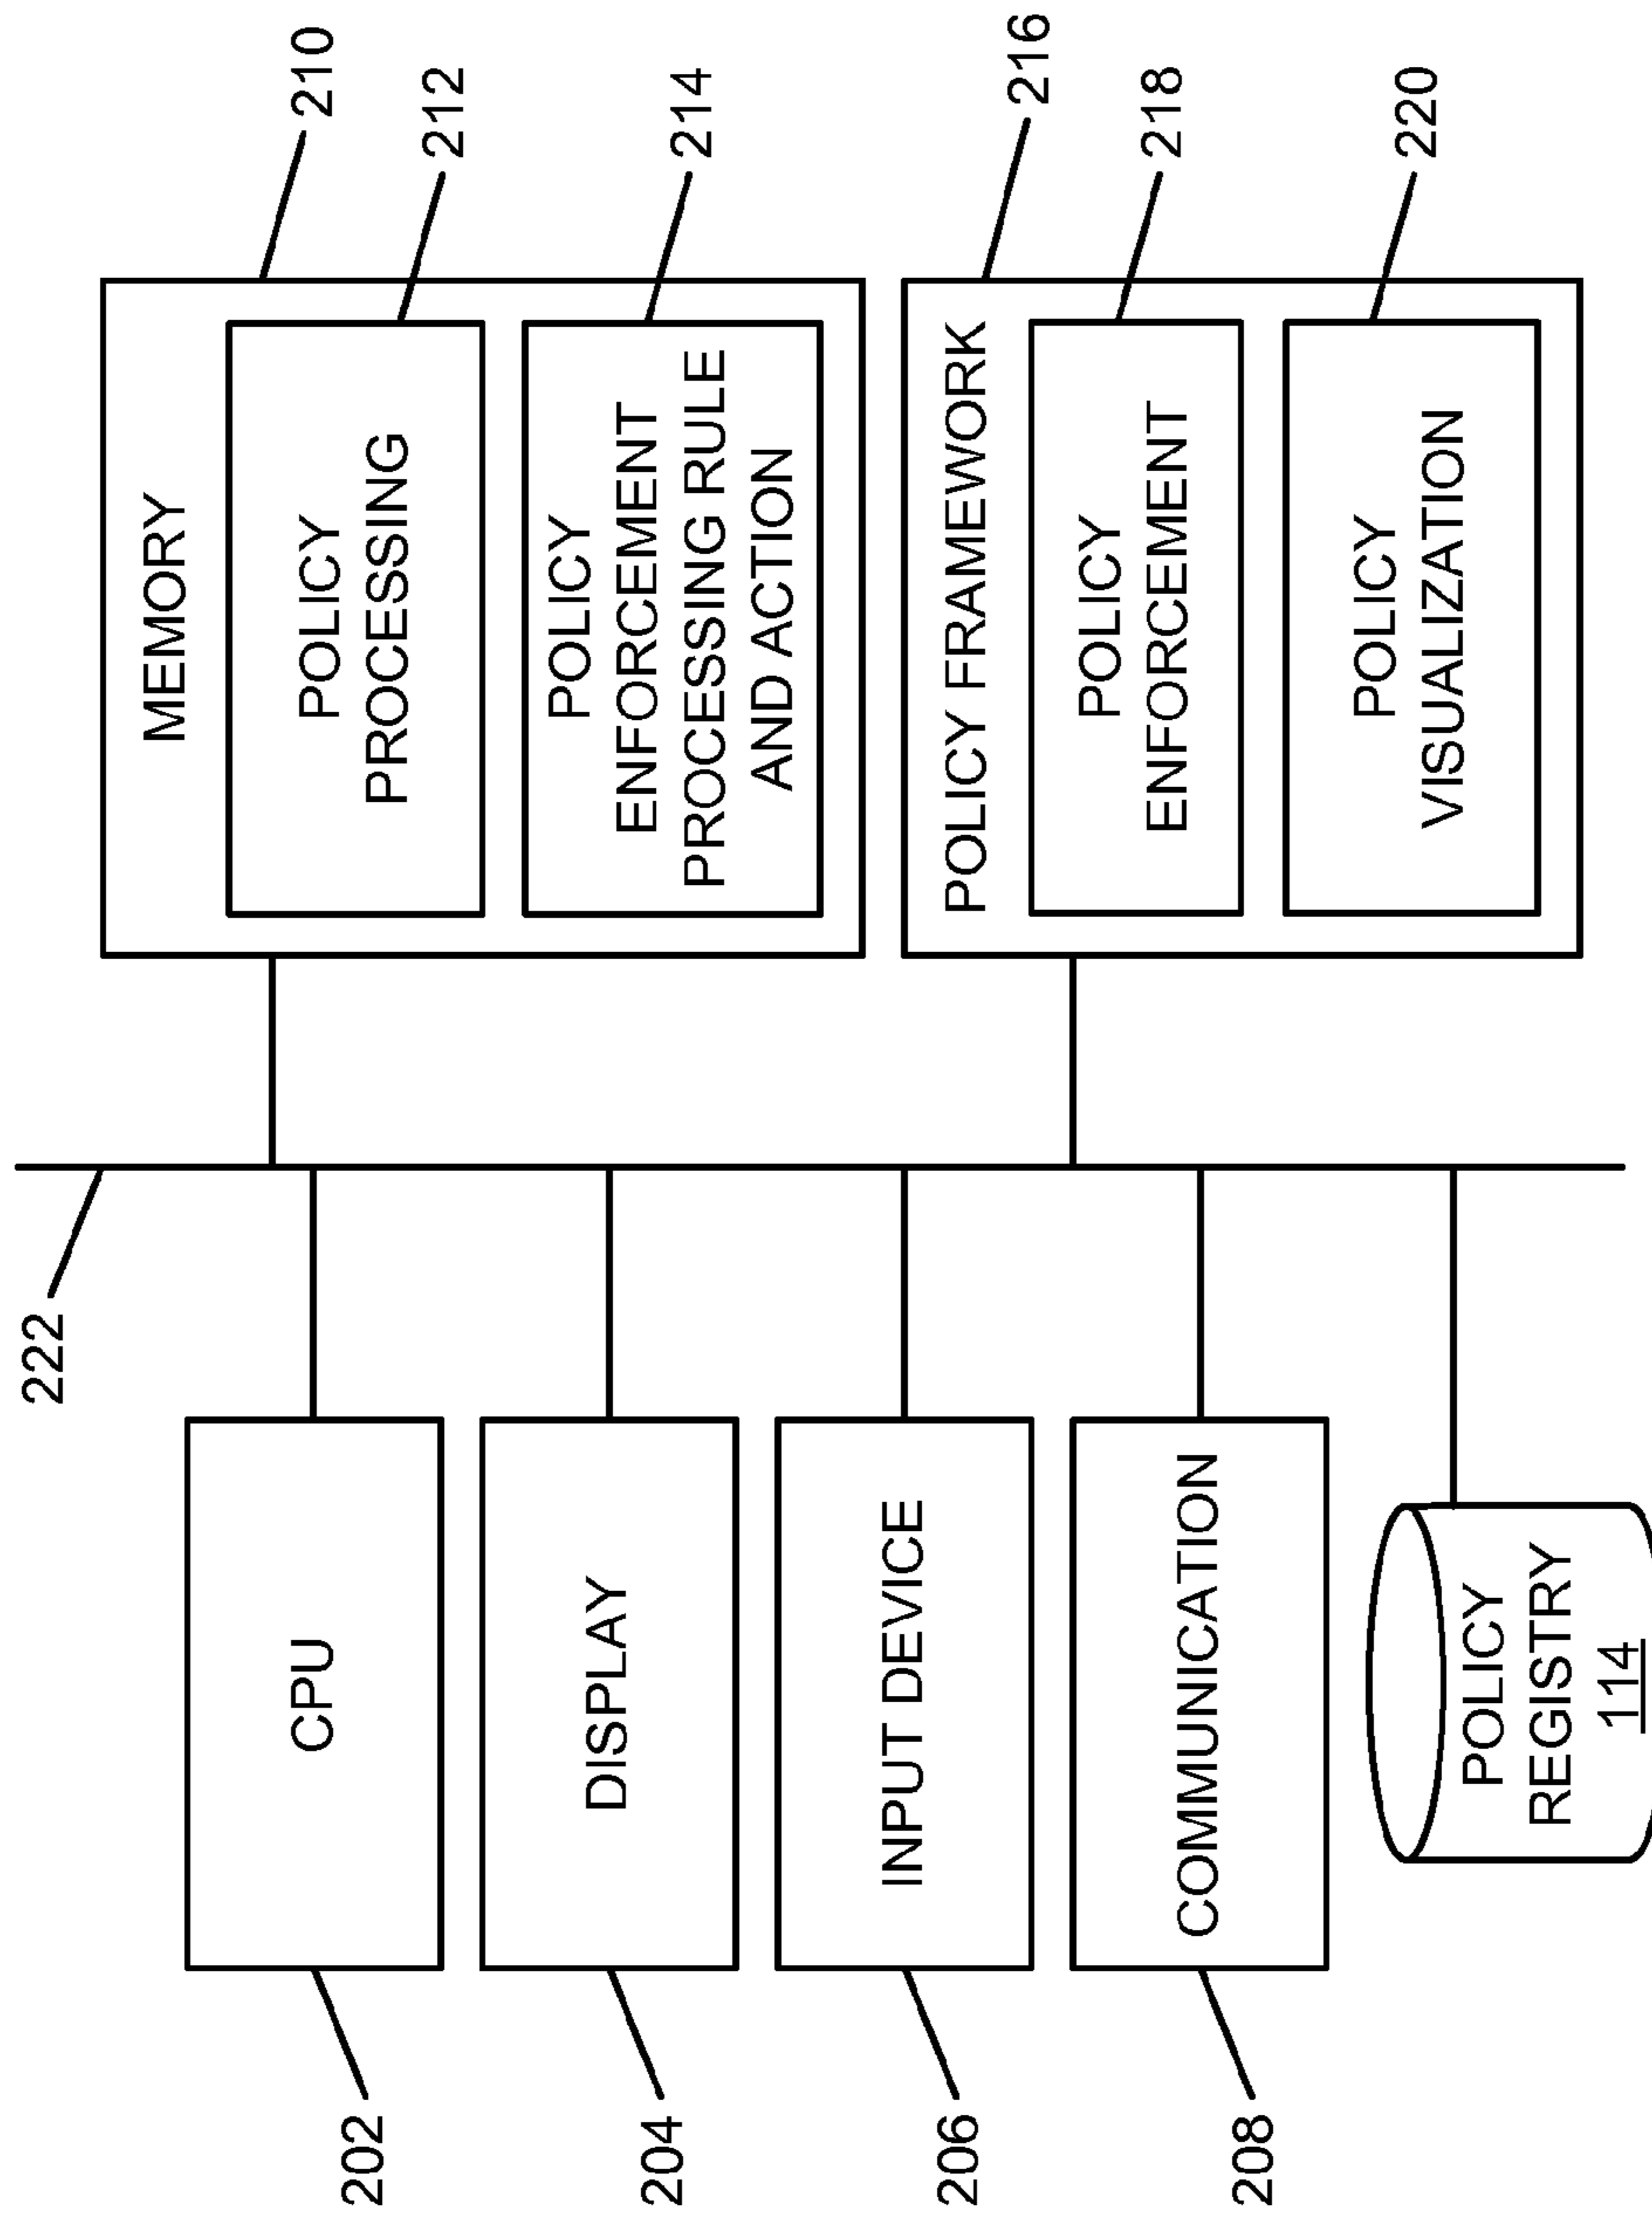 222
202
CPU
204
DISPLAY
206
INPUT DEVICE
208
COMMUNICATION
POLICY
REGISTRY
114
MEMORY
210
POLICY
PROCESSING
212
POLICY
ENFORCEMENT
PROCESSING RULE
AND ACTION
214
POLICY FRAMEWORK
216
POLICY
ENFORCEMENT
218
POLICY
VISUALIZATION
220